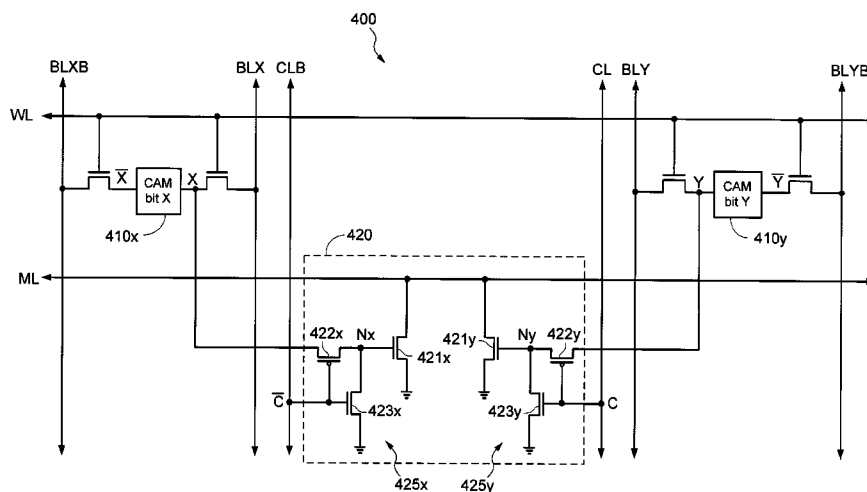 400
BLXB
BLX
CLB
CL
BLY
BLYB
WL
X̅
CAM
bit X
X
Y
CAM
bit Y
Y̅
410x
420
410y
ML
422x
Nx
421x
421y
Ny
422y
C̅
423x
423y
C
425x
425y